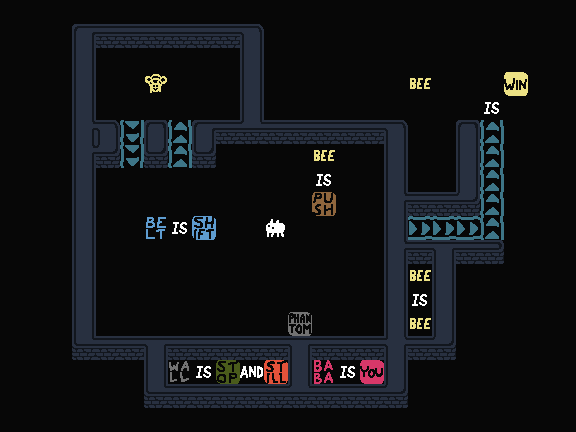 BEE
WIN
IS
BEE
IS
PUSH
BELT IS SHIFT
BEE
IS
BEE
PHANTOM
WALL IS STOP AND STILL
BABA IS YOU